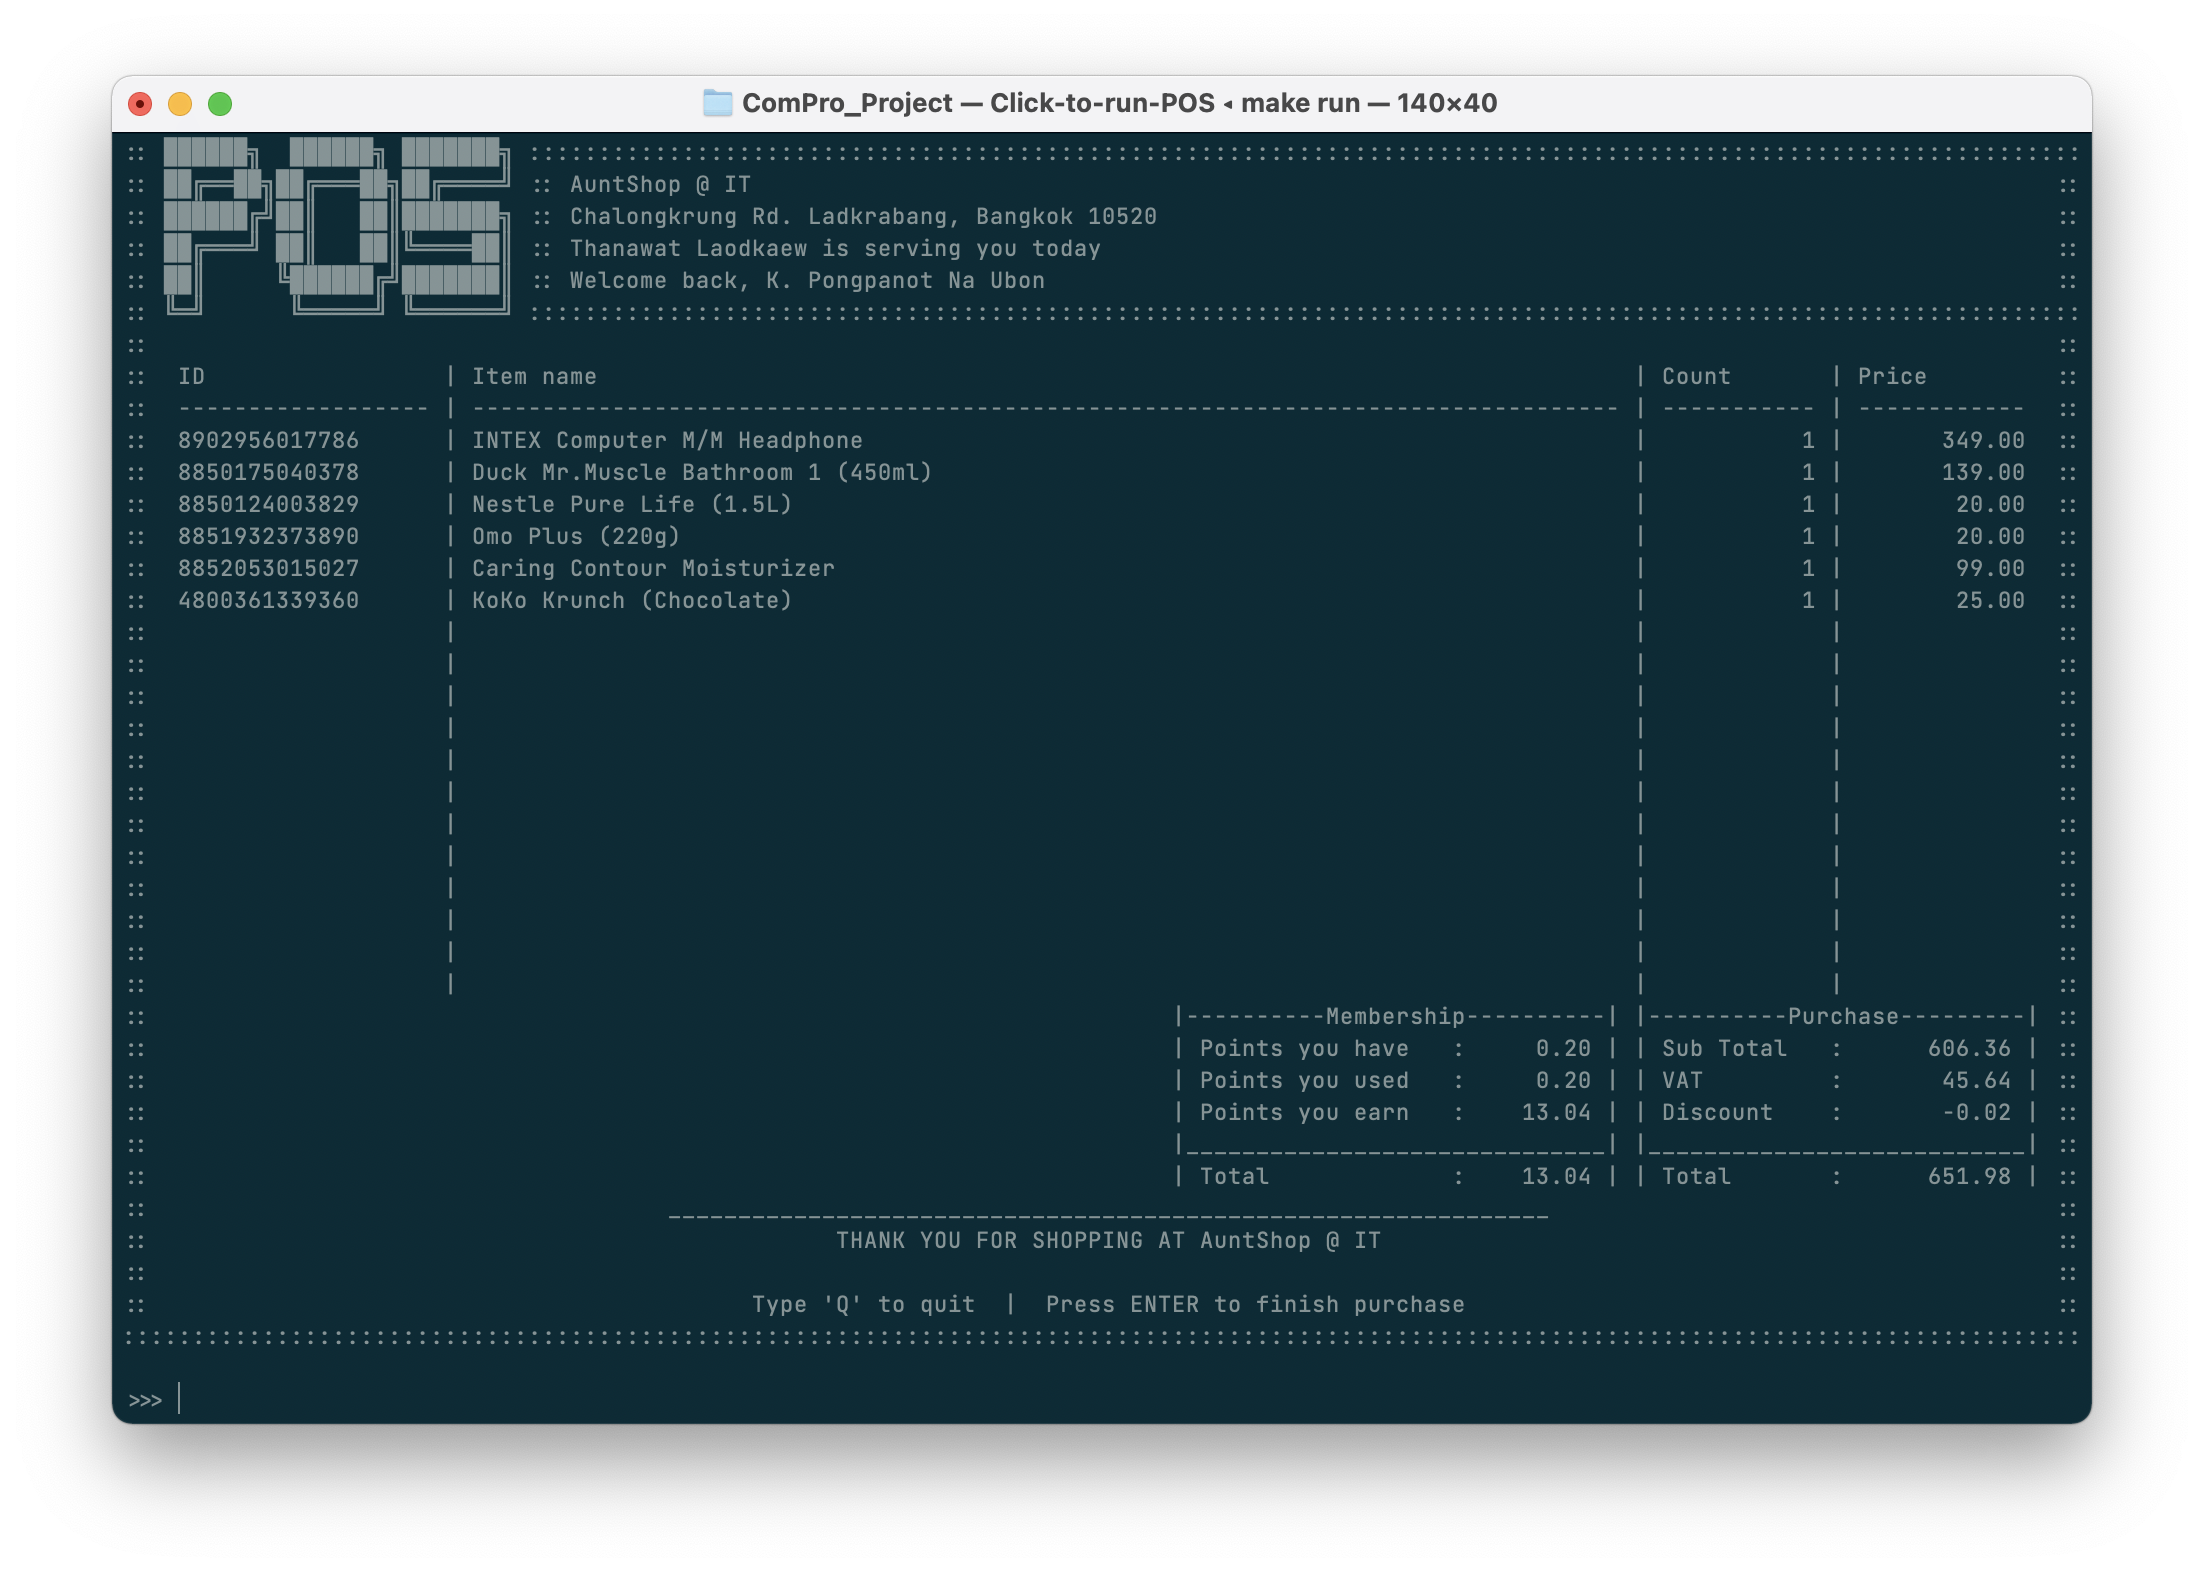 ComPro_Project — Click-to-run-POS ◂ make run — 140×40
POS
AuntShop @ IT
Chalongkrung Rd. Ladkrabang, Bangkok 10520
Thanawat Laodkaew is serving you today
Welcome back, K. Pongpanot Na Ubon
ID | Item name | Count | Price
8902956017786 | INTEX Computer M/M Headphone | 1 | 349.00
8850175040378 | Duck Mr.Muscle Bathroom 1 (450ml) | 1 | 139.00
8850124003829 | Nestle Pure Life (1.5L) | 1 | 20.00
8851932373890 | Omo Plus (220g) | 1 | 20.00
8852053015027 | Caring Contour Moisturizer | 1 | 99.00
4800361339360 | KoKo Krunch (Chocolate) | 1 | 25.00
|----------Membership----------| |----------Purchase---------|
| Points you have : 0.20 | | Sub Total : 606.36 |
| Points you used : 0.20 | | VAT : 45.64 |
| Points you earn : 13.04 | | Discount : -0.02 |
| Total : 13.04 | | Total : 651.98 |
THANK YOU FOR SHOPPING AT AuntShop @ IT
Type 'Q' to quit | Press ENTER to finish purchase
>>>